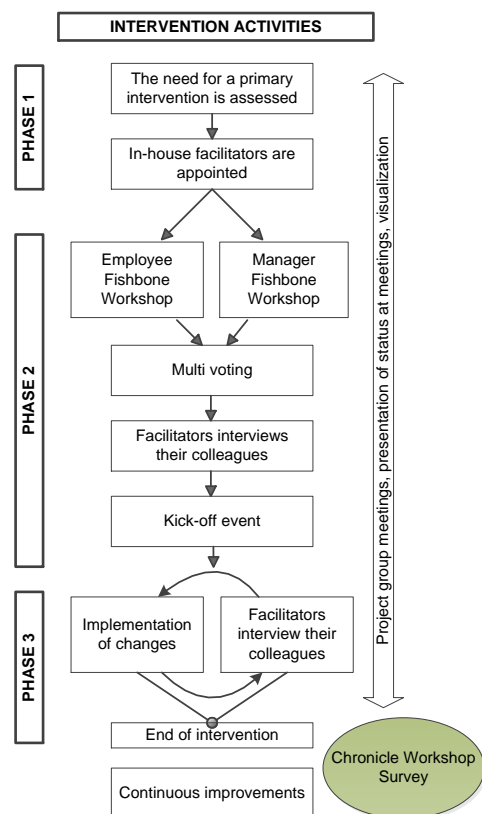 INTERVENTION ACTIVITIES
PHASE 1
The need for a primary
intervention is assessed
In-house facilitators are
appointed
PHASE 2
Employee
Fishbone
Workshop
Manager
Fishbone
Workshop
Multi voting
Facilitators interviews
their colleagues
Kick-off event
PHASE 3
Implementation
of changes
Facilitators
interview their
colleagues
End of intervention
Continuous improvements
Project group meetings, presentation of status at meetings, visualization
Chronicle Workshop
Survey